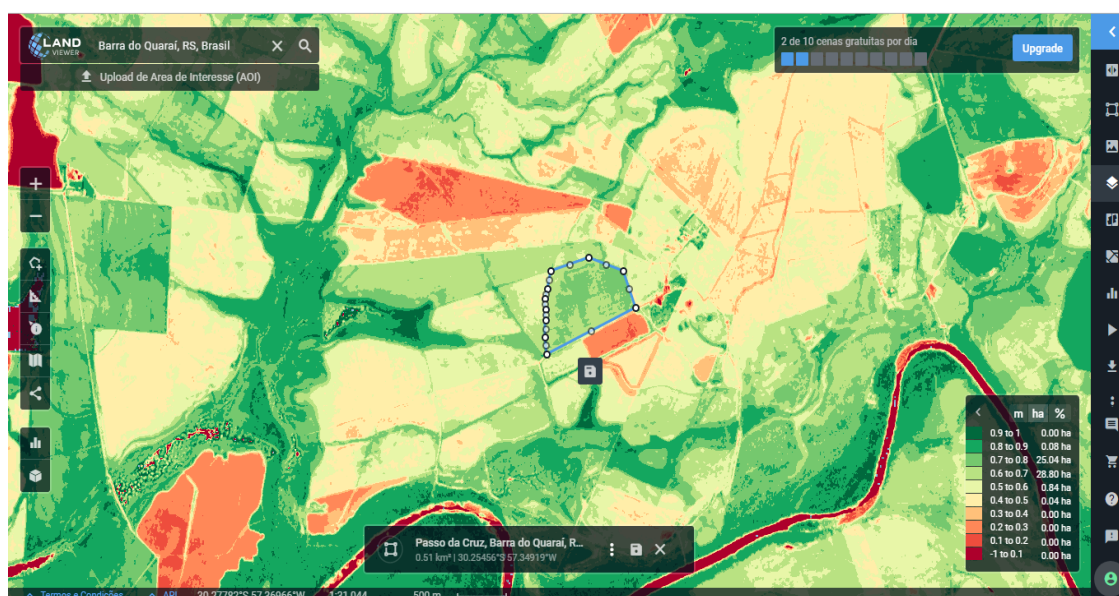 LAND
VIEWER
Barra do Quaraí, RS, Brasil
Upload de Area de Interesse (AOI)
2 de 10 cenas gratuitas por dia
Upgrade
m ha %
0.9 to 1 0.00 ha
0.8 to 0.9 0.08 ha
0.7 to 0.8 25.04 ha
0.6 to 0.7 28.80 ha
0.5 to 0.6 0.84 ha
0.4 to 0.5 0.04 ha
0.3 to 0.4 0.00 ha
0.2 to 0.3 0.00 ha
0.1 to 0.2 0.00 ha
-1 to 0.1 0.00 ha
Passo da Cruz, Barra do Quaraí, R...
0.51 km² | 30.25456°S 57.34919°W
Termos e Condições API 30.27782°S 57.36966°W 1:31.044 500 m